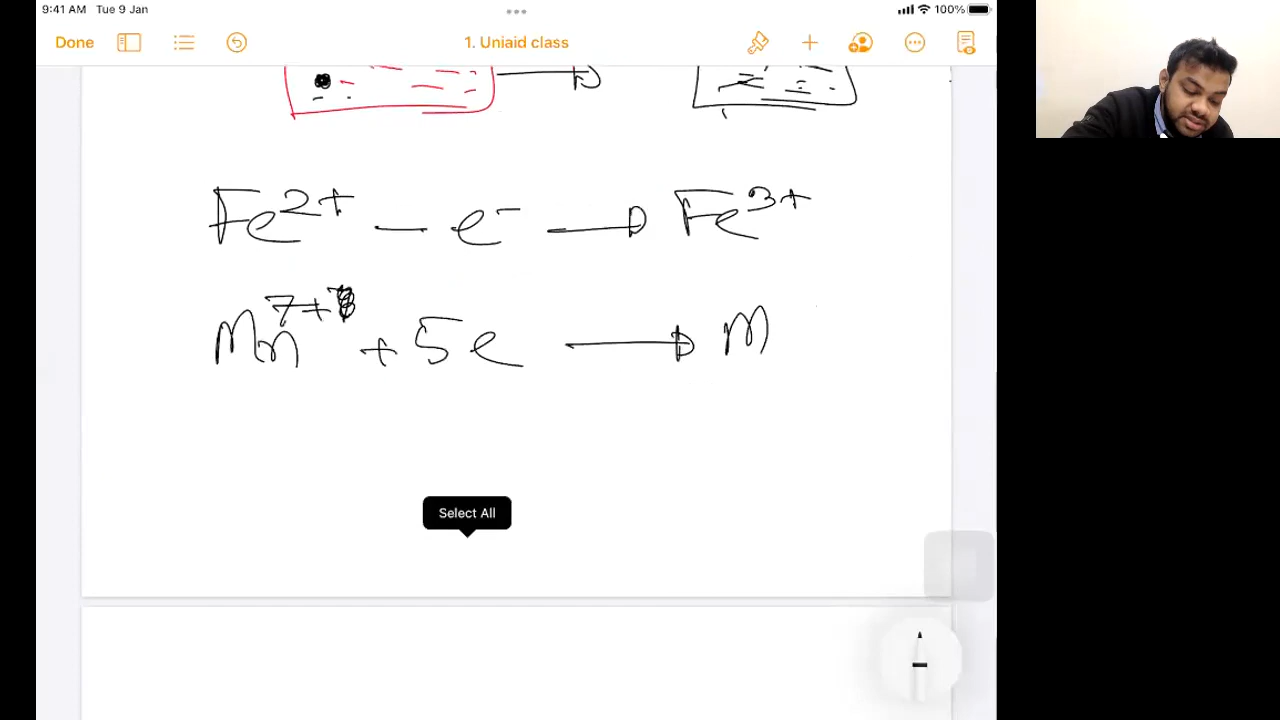 9:41 AM Tue 9 Jan
100%
Done
1. Uniaid class
Fe²⁺ — e⁻ → Fe³⁺
Mn⁷⁺ + 5e → M
Select All